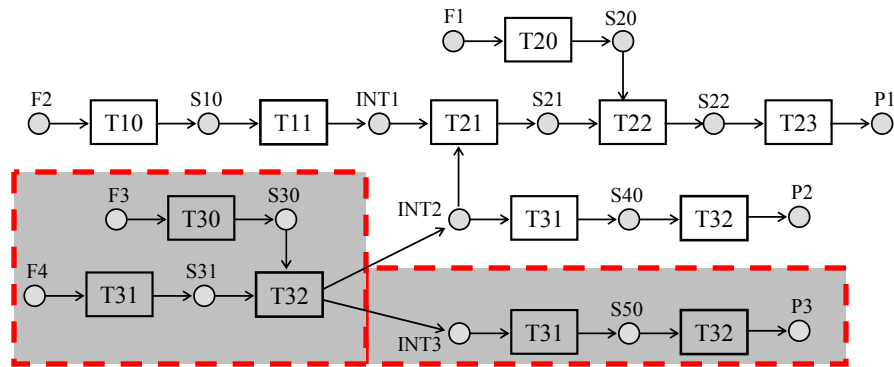 F1
T20
S20
F2
T10
S10
T11
INT1
T21
S21
T22
S22
T23
P1
F3
T30
S30
INT2
T31
S40
T32
P2
F4
T31
S31
T32
INT3
T31
S50
T32
P3